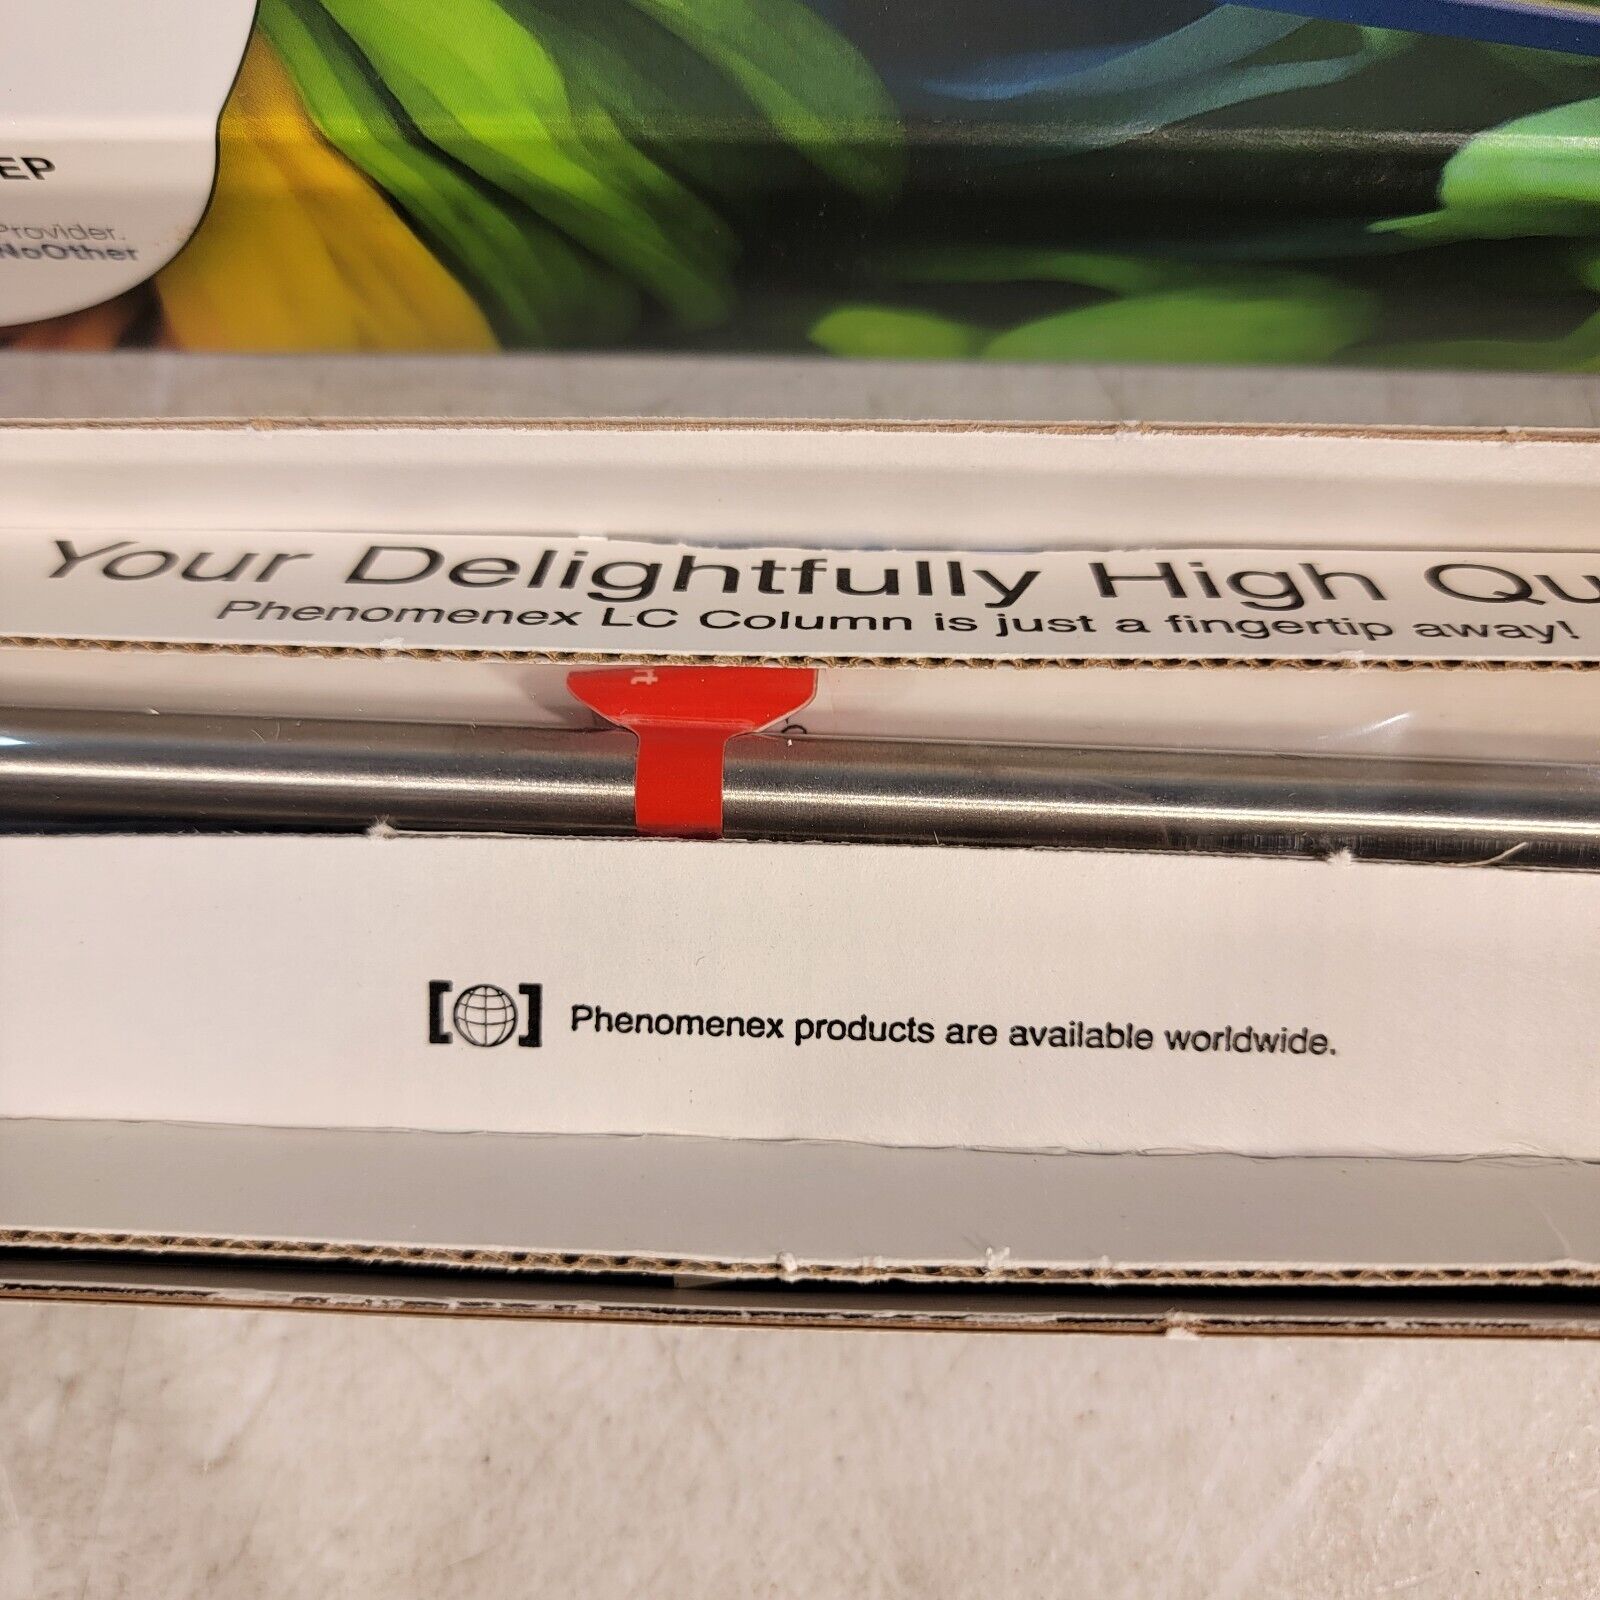 EP
Provider.
NoOther
Your Delightfully High Qu
Phenomenex LC Column is just a fingertip away!
rt
Phenomenex products are available worldwide.